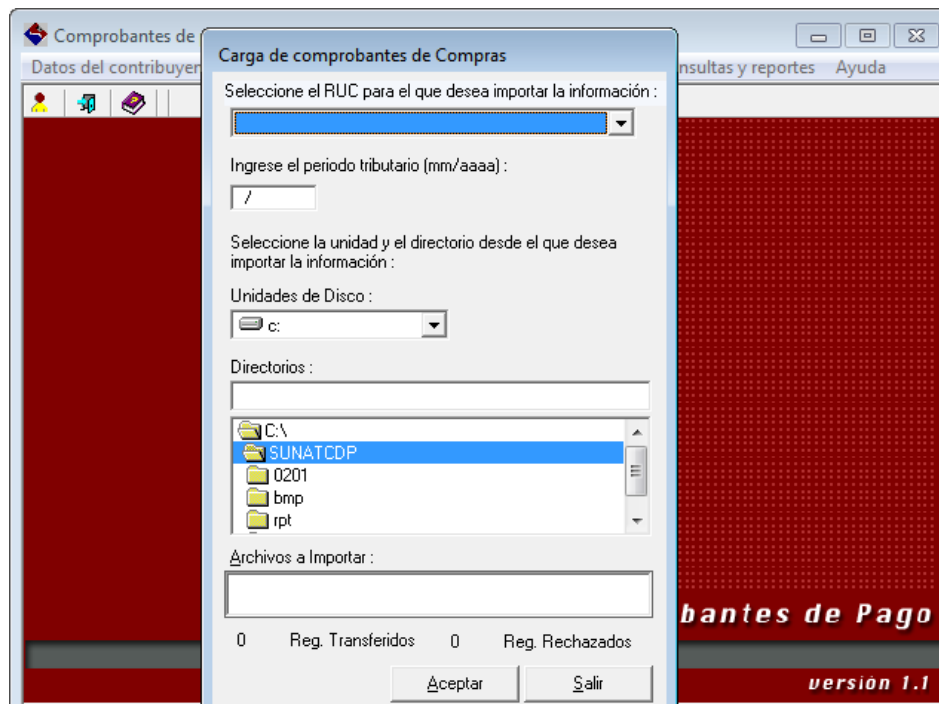 Comprobantes de
Carga de comprobantes de Compras
Datos del contribuyer
nsultas y reportes Ayuda
Seleccione el RUC para el que desea importar la información :
Ingrese el periodo tributario (mm/aaaa) :
/
Seleccione la unidad y el directorio desde el que desea
importar la información :
Unidades de Disco :
c:
Directorios :
C:\
SUNATCDP
0201
bmp
rpt
Archivos a Importar :
bantes de Pago
0 Reg. Transferidos 0 Reg. Rechazados
Aceptar Salir
versión 1.1